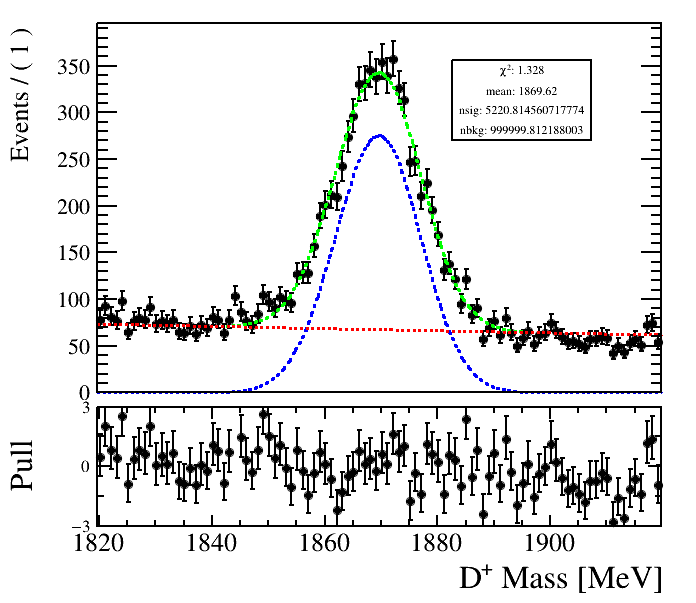 Events / ( 1 )
350
300
250
200
150
100
50
0
χ²: 1.328
mean: 1869.62
nsig: 5220.814560717774
nbkg: 999999.812188003
Pull
3
0
−3
1820 1840 1860 1880 1900
D⁺ Mass [MeV]